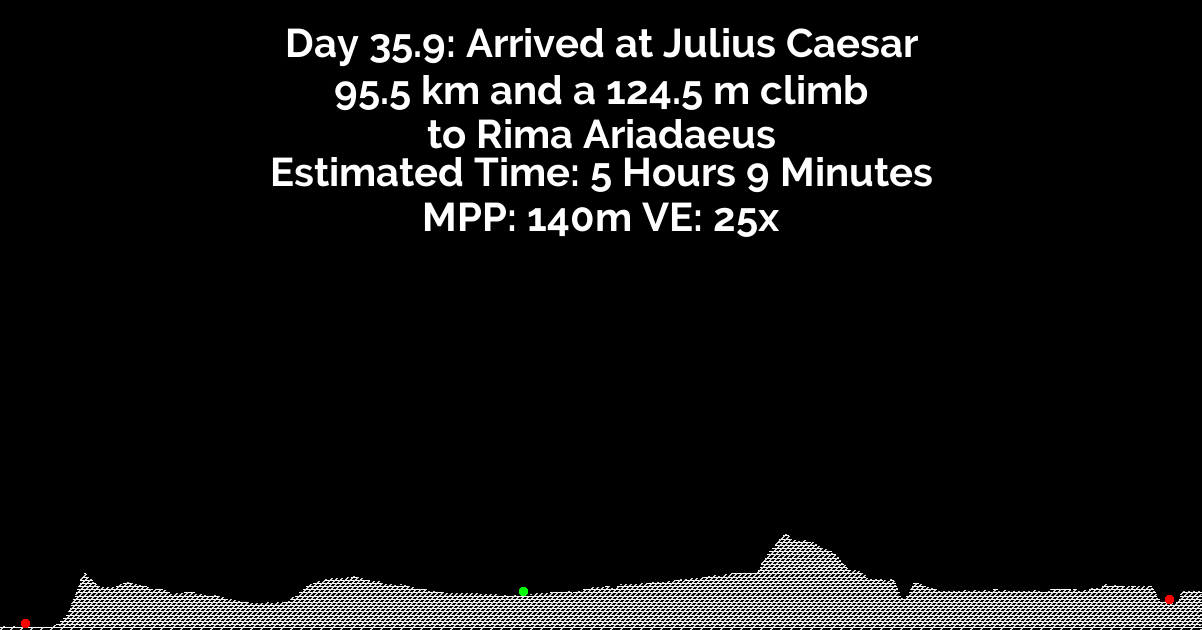 Day 35.9: Arrived at Julius Caesar
95.5 km and a 124.5 m climb
to Rima Ariadaeus
Estimated Time: 5 Hours 9 Minutes
MPP: 140m VE: 25x